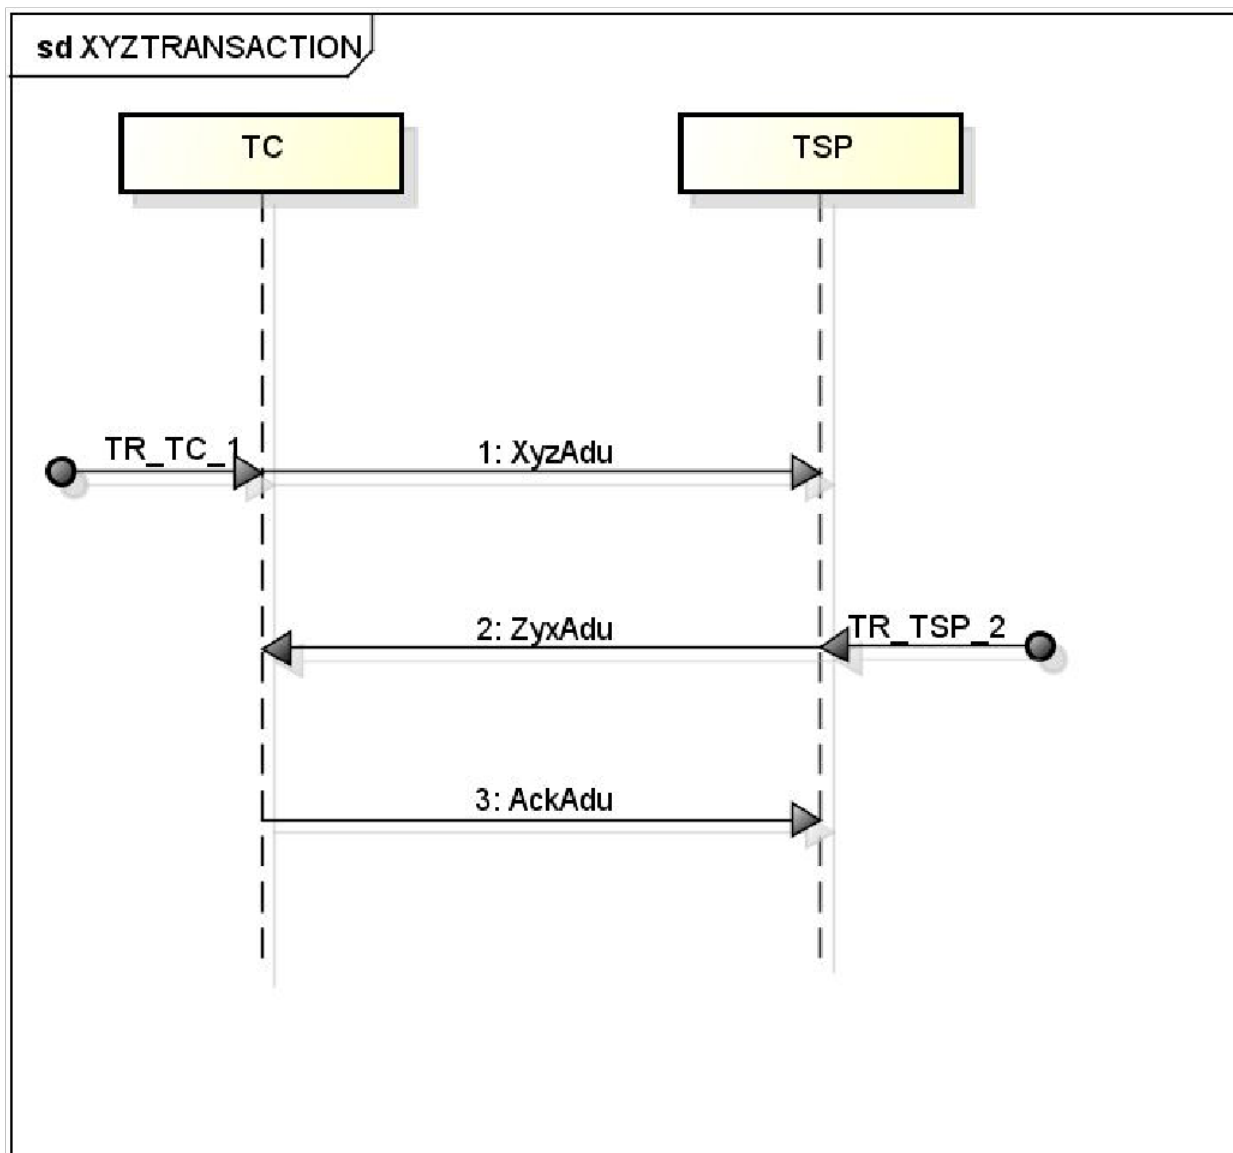 sd XYZTRANSACTION
TC
TSP
TR_TC_1
1: XyzAdu
2: ZyxAdu
TR_TSP_2
3: AckAdu